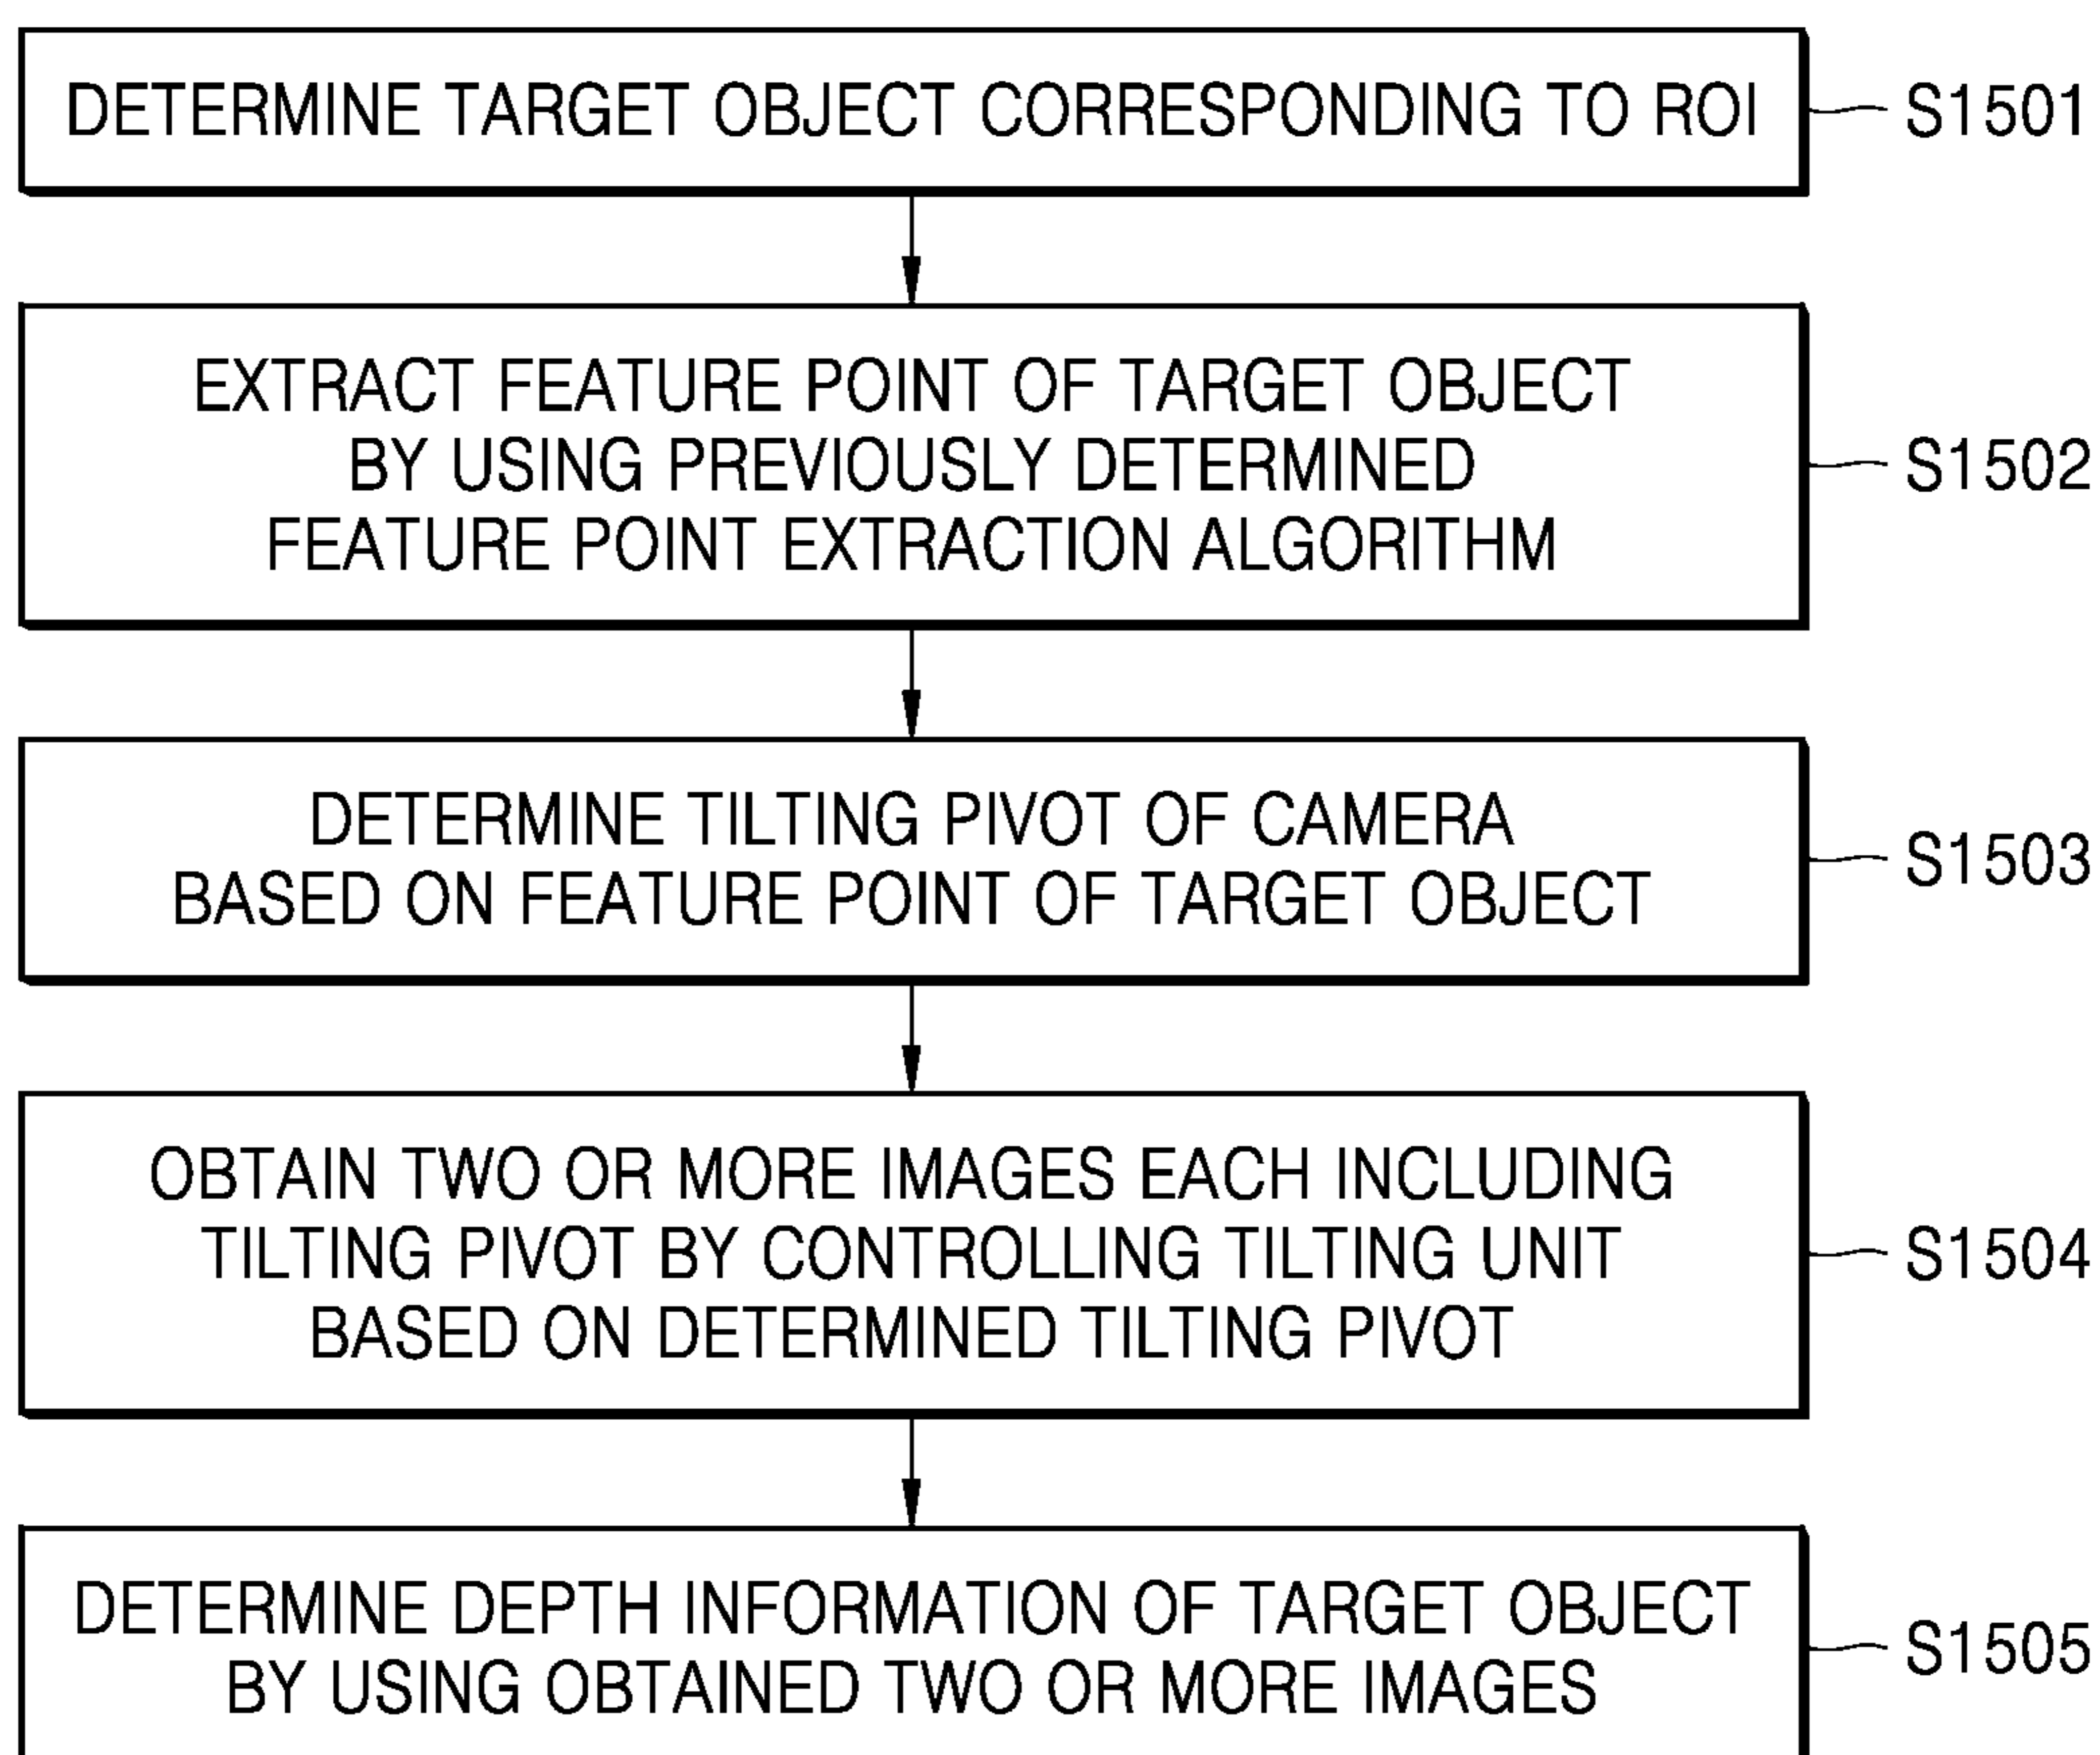 DETERMINE TARGET OBJECT CORRESPONDING TO ROI
S1501
EXTRACT FEATURE POINT OF TARGET OBJECT
BY USING PREVIOUSLY DETERMINED
FEATURE POINT EXTRACTION ALGORITHM
S1502
DETERMINE TILTING PIVOT OF CAMERA
BASED ON FEATURE POINT OF TARGET OBJECT
S1503
OBTAIN TWO OR MORE IMAGES EACH INCLUDING
TILTING PIVOT BY CONTROLLING TILTING UNIT
BASED ON DETERMINED TILTING PIVOT
S1504
DETERMINE DEPTH INFORMATION OF TARGET OBJECT
BY USING OBTAINED TWO OR MORE IMAGES
S1505